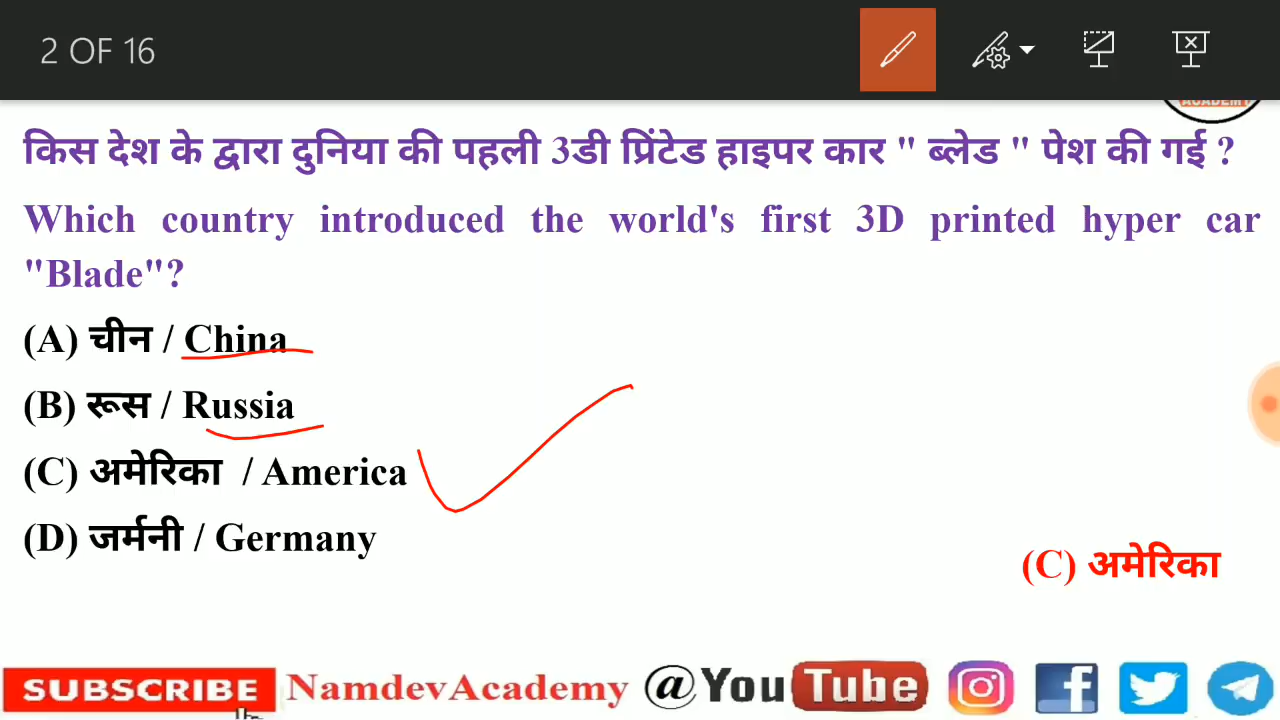 2 OF 16
ACADEMY
किस देश के द्वारा दुनिया की पहली 3डी प्रिंटेड हाइपर कार " ब्लेड " पेश की गई ?
Which country introduced the world's first 3D printed hyper car
"Blade"?
(A) चीन / China
(B) रूस / Russia
(C) अमेरिका / America
(D) जर्मनी / Germany
(C) अमेरिका
SUBSCRIBE NamdevAcademy @YouTube